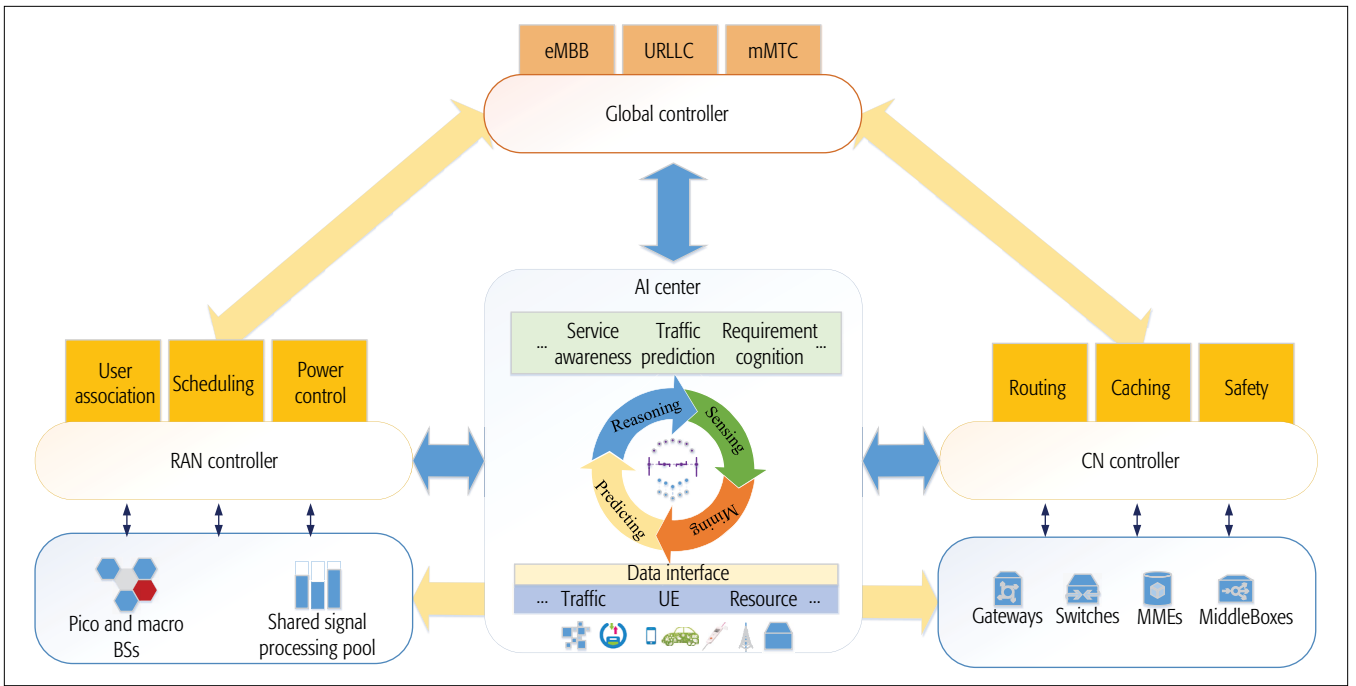 eMBB
URLLC
mMTC
Global controller
AI center
... Service awareness
Traffic prediction
Requirement cognition ...
User association
Scheduling
Power control
Routing
Caching
Safety
Reasoning
Sensing
Mining
Predicting
RAN controller
CN controller
Data interface
... Traffic UE Resource ...
Pico and macro
BSs
Shared signal
processing pool
Gateways
Switches
MMEs
MiddleBoxes